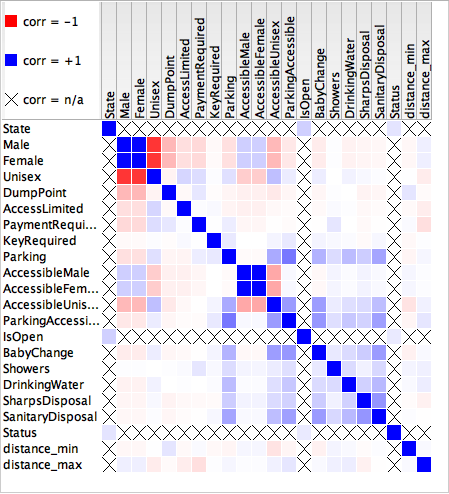 corr = -1
corr = +1
corr = n/a
State
Male
Female
Unisex
DumpPoint
AccessLimited
PaymentRequired
KeyRequired
Parking
AccessibleMale
AccessibleFemale
AccessibleUnisex
ParkingAccessible
IsOpen
BabyChange
Showers
DrinkingWater
SharpsDisposal
SanitaryDisposal
Status
distance_min
distance_max
State
Male
Female
Unisex
DumpPoint
AccessLimited
PaymentRequi...
KeyRequired
Parking
AccessibleMale
AccessibleFem...
AccessibleUnis...
ParkingAccessi...
IsOpen
BabyChange
Showers
DrinkingWater
SharpsDisposal
SanitaryDisposal
Status
distance_min
distance_max